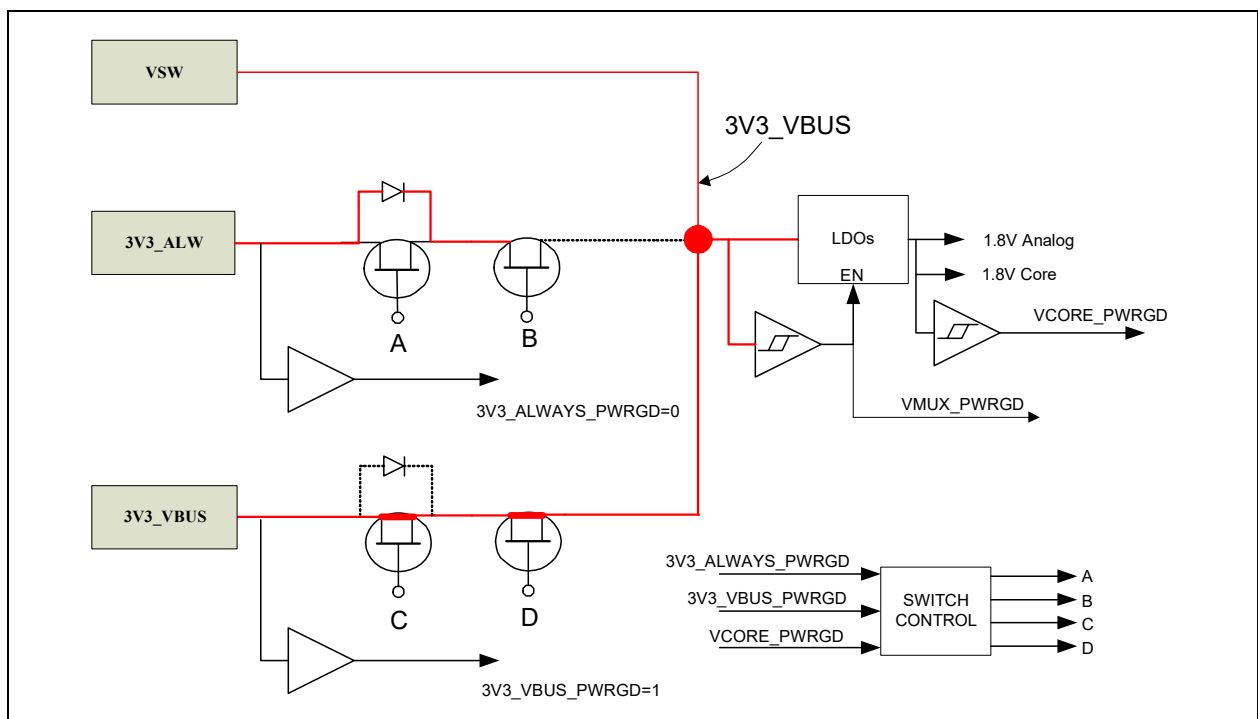 VSW
3V3_VBUS
3V3_ALW
LDOs
EN
1.8V Analog
1.8V Core
VCORE_PWRGD
A
B
3V3_ALWAYS_PWRGD=0
VMUX_PWRGD
3V3_VBUS
C
D
3V3_VBUS_PWRGD=1
3V3_ALWAYS_PWRGD
3V3_VBUS_PWRGD
VCORE_PWRGD
SWITCH
CONTROL
A
B
C
D